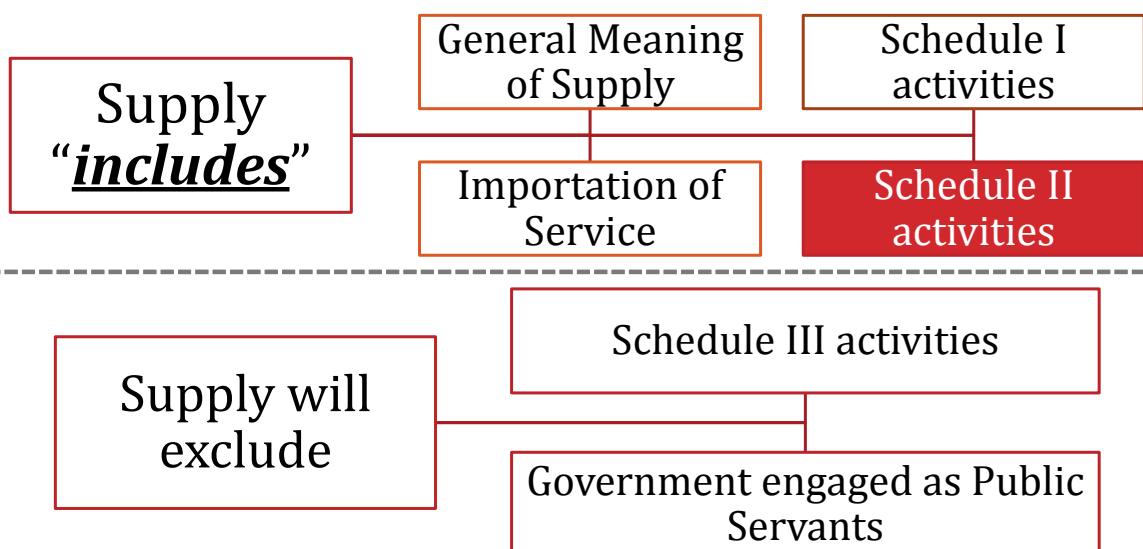 Supply
“includes”
General Meaning
of Supply
Schedule I
activities
Importation of
Service
Schedule II
activities
Supply will
exclude
Schedule III activities
Government engaged as Public
Servants